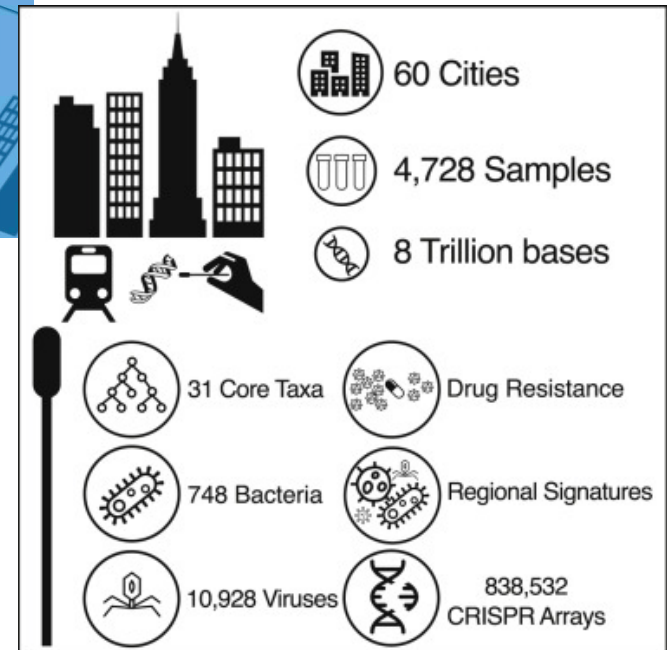 60 Cities
4,728 Samples
8 Trillion bases
31 Core Taxa
Drug Resistance
748 Bacteria
Regional Signatures
10,928 Viruses
838,532
CRISPR Arrays